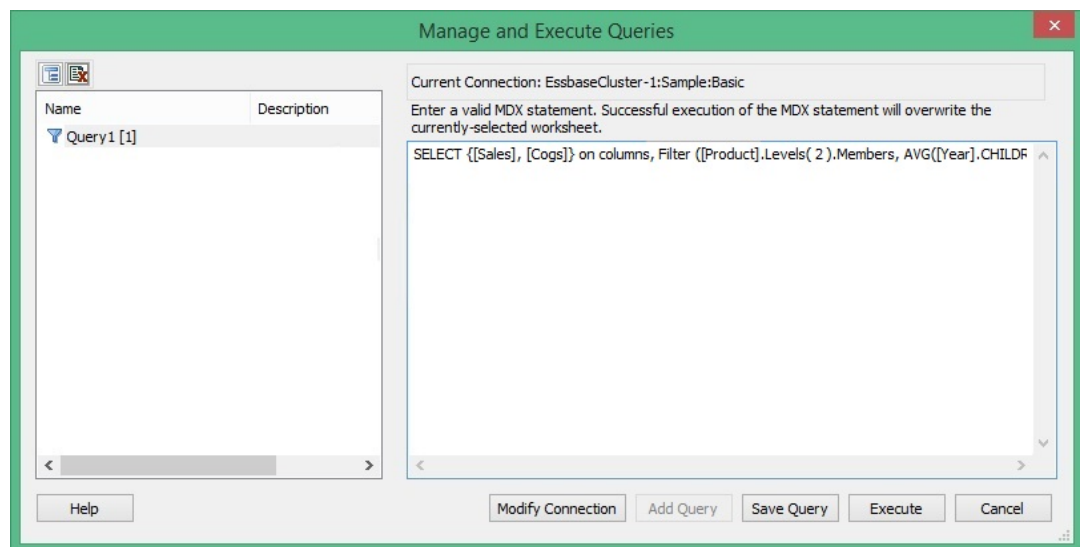 Manage and Execute Queries
Name
Description
Query1 [1]
Current Connection: EssbaseCluster-1:Sample:Basic
Enter a valid MDX statement. Successful execution of the MDX statement will overwrite the
currently-selected worksheet.
SELECT {[Sales], [Cogs]} on columns, Filter ([Product].Levels( 2 ).Members, AVG([Year].CHILDR
Help
Modify Connection
Add Query
Save Query
Execute
Cancel